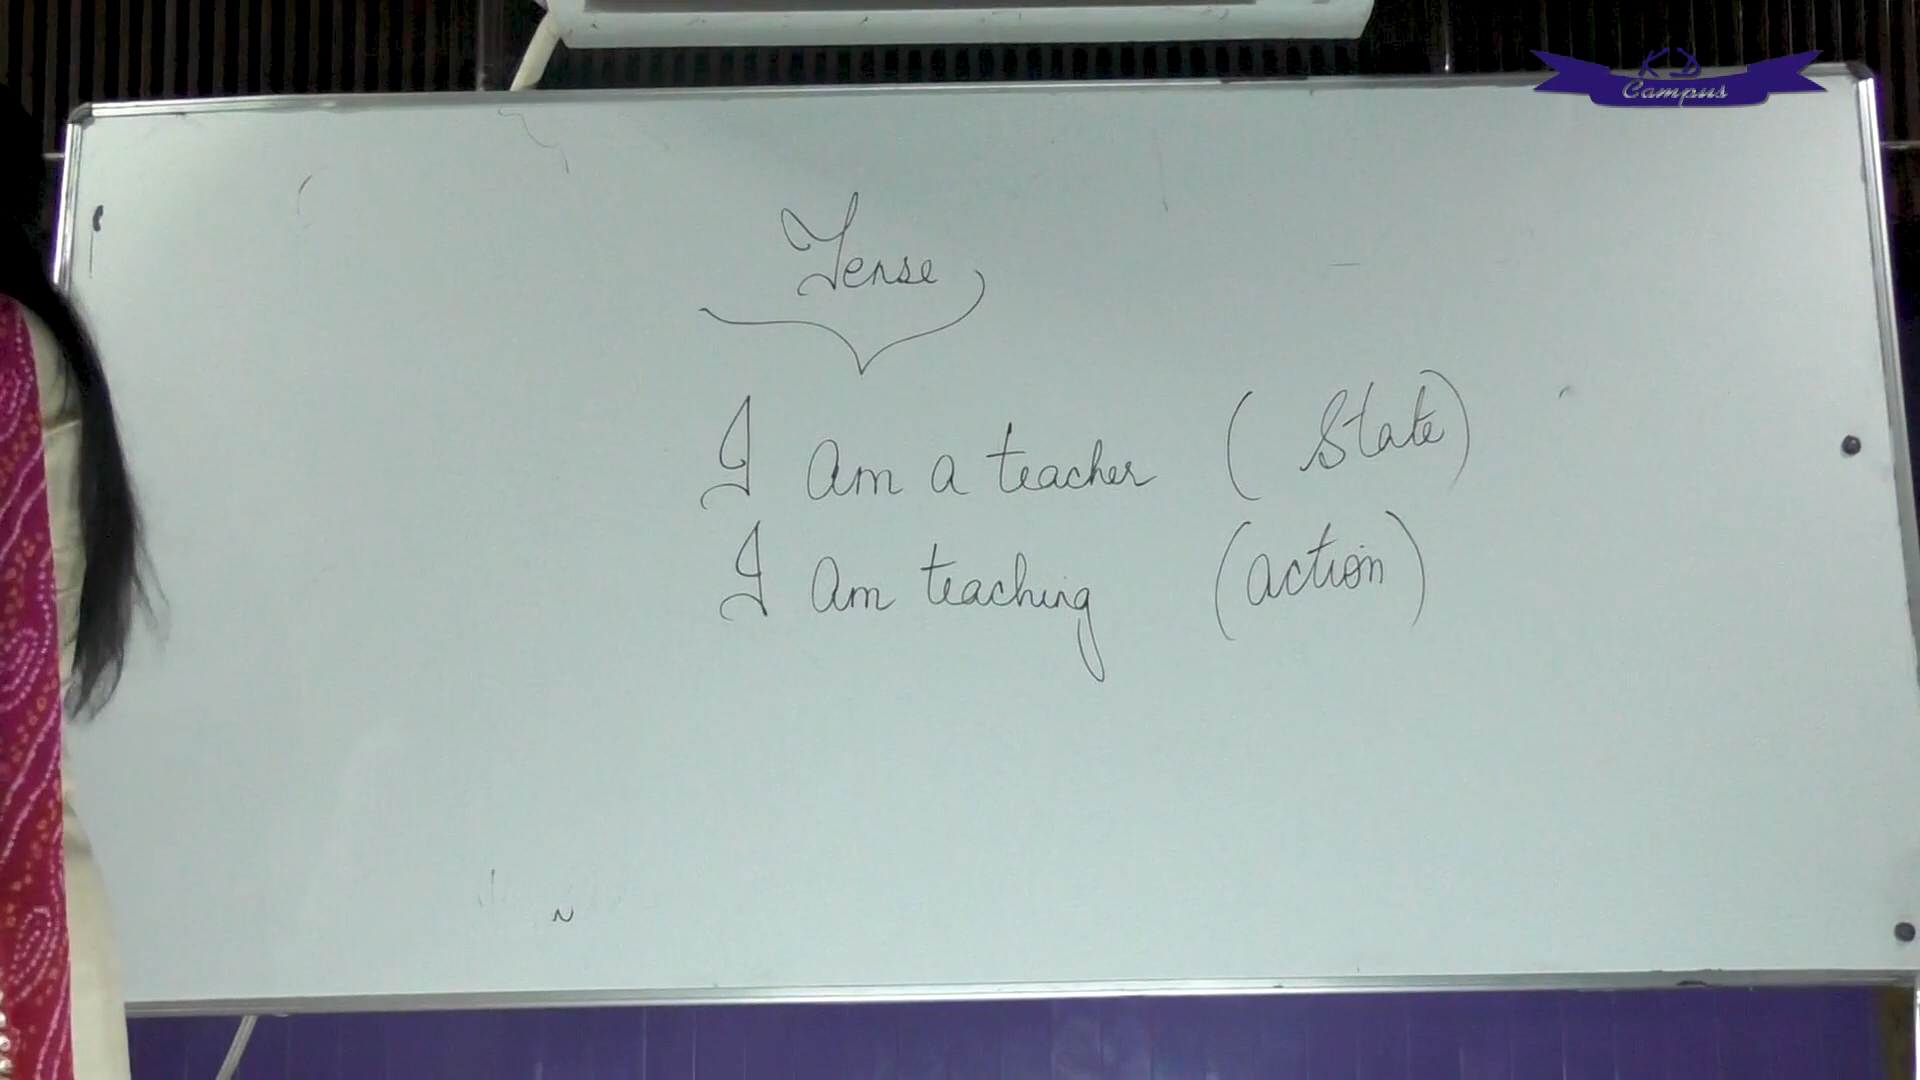 K D
Campus
Tense
I am a teacher (State)
I am teaching (action)